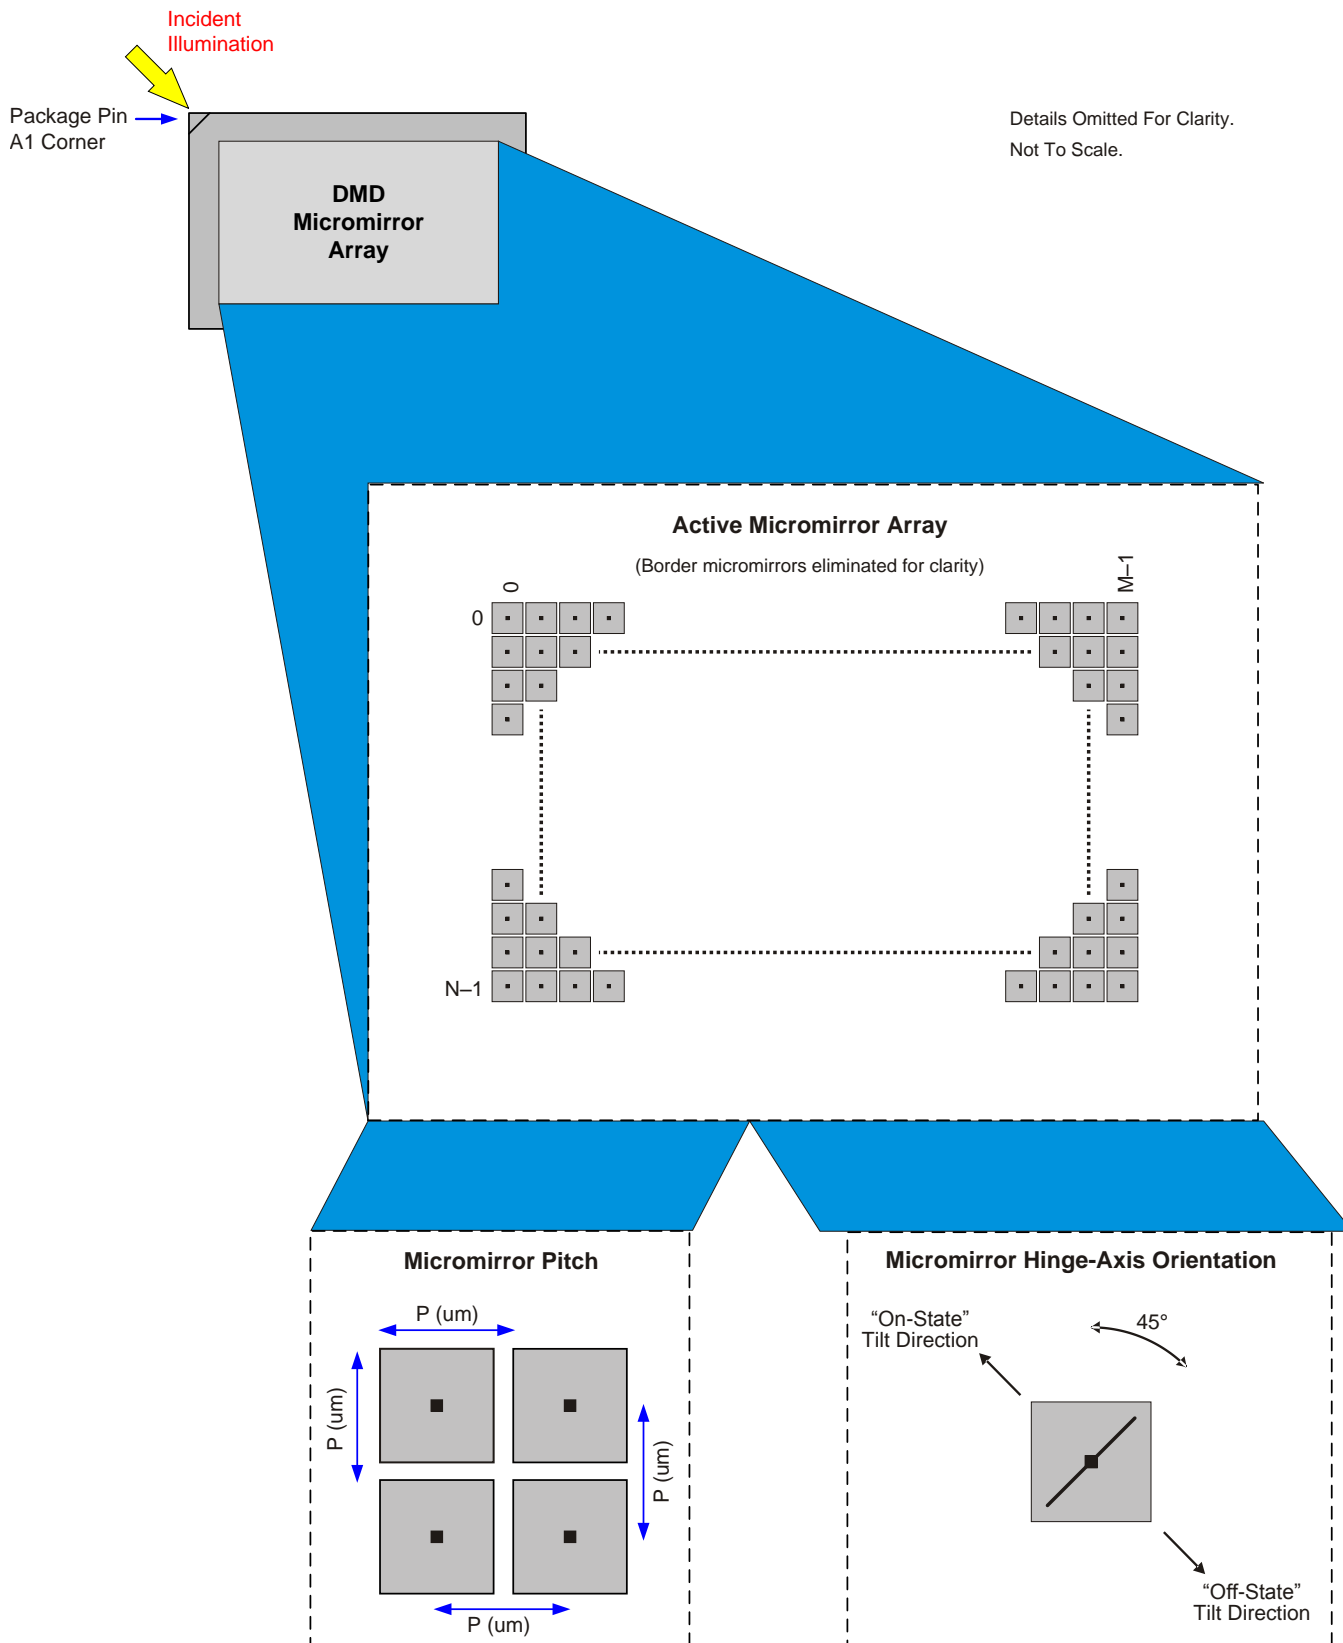 Incident
Illumination
Package Pin
A1 Corner
Details Omitted For Clarity.
Not To Scale.
DMD
Micromirror
Array
Active Micromirror Array
(Border micromirrors eliminated for clarity)
0
M–1
0
N–1
Micromirror Pitch
P (um)
P (um)
P (um)
P (um)
Micromirror Hinge-Axis Orientation
“On-State”
Tilt Direction
45°
“Off-State”
Tilt Direction